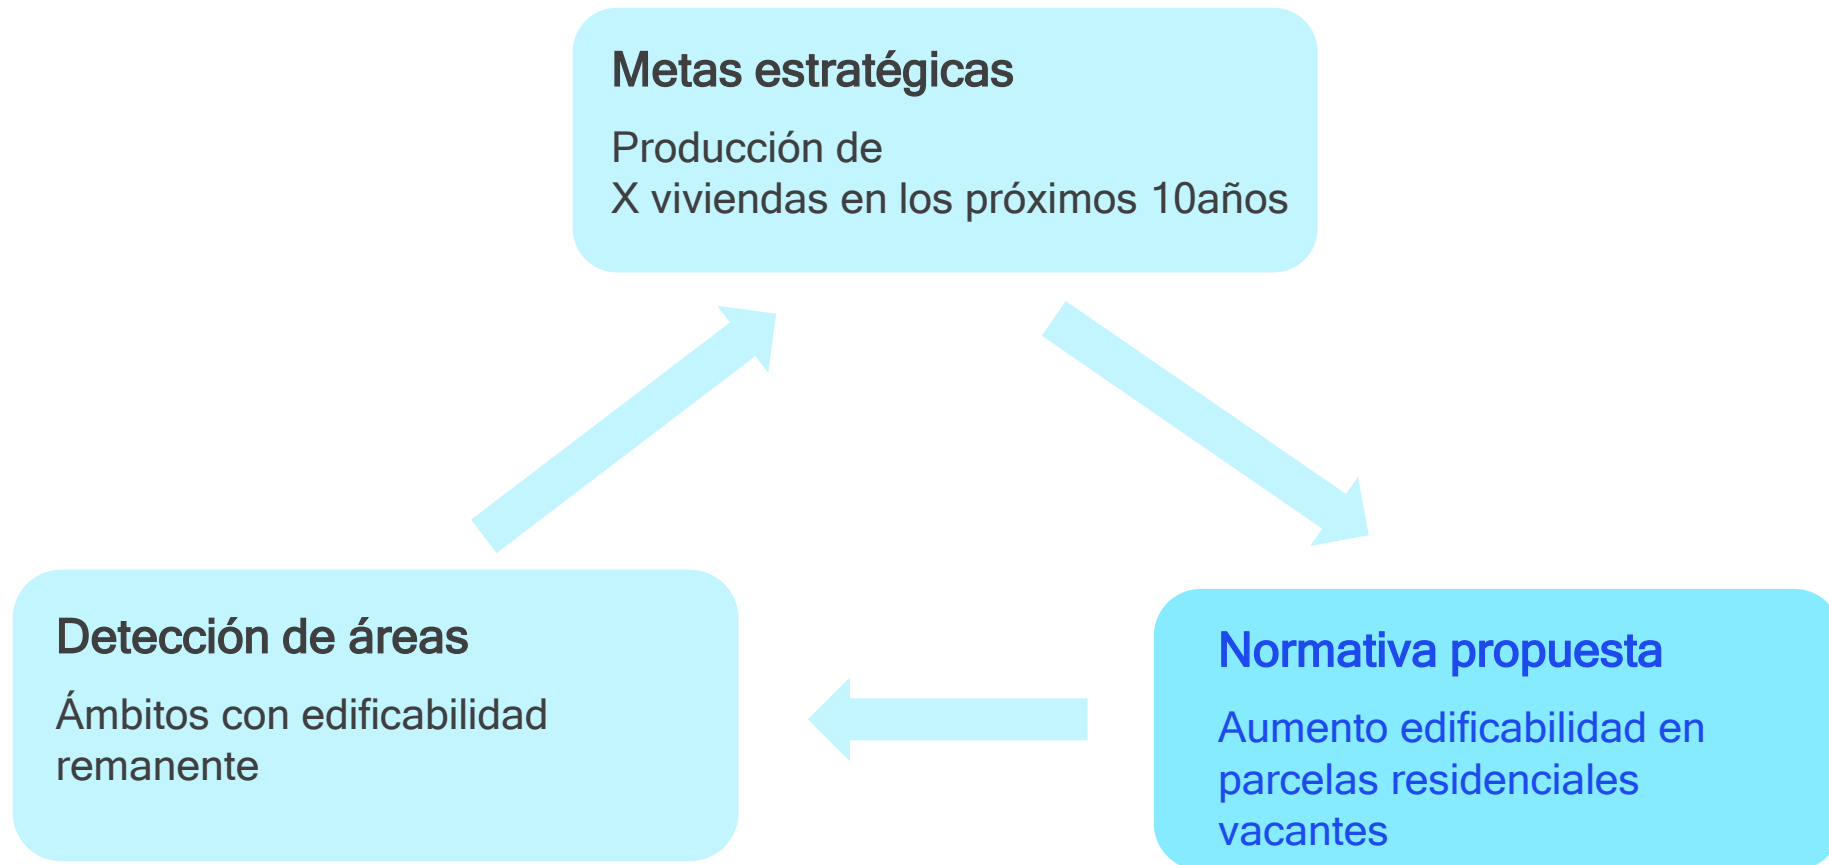 Metas estratégicas
Producción de
X viviendas en los próximos 10años
Detección de áreas
Ámbitos con edificabilidad
remanente
Normativa propuesta
Aumento edificabilidad en
parcelas residenciales
vacantes